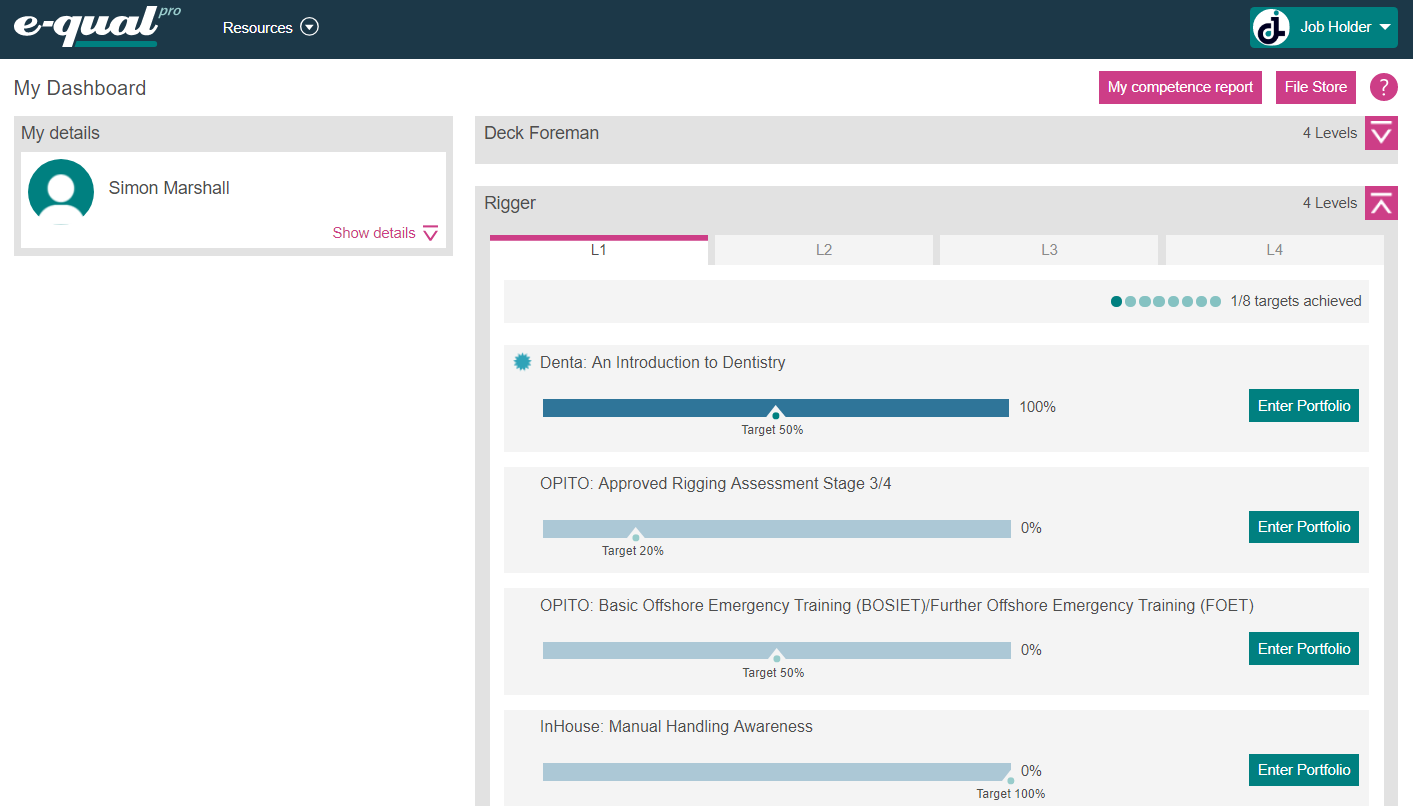 e-qual pro
Resources
Job Holder
My Dashboard
My competence report
File Store
?
My details
Simon Marshall
Show details
Deck Foreman
4 Levels
Rigger
4 Levels
L1
L2
L3
L4
1/8 targets achieved
Denta: An Introduction to Dentistry
100%
Target 50%
Enter Portfolio
OPITO: Approved Rigging Assessment Stage 3/4
0%
Target 20%
Enter Portfolio
OPITO: Basic Offshore Emergency Training (BOSIET)/Further Offshore Emergency Training (FOET)
0%
Target 50%
Enter Portfolio
InHouse: Manual Handling Awareness
0%
Target 100%
Enter Portfolio